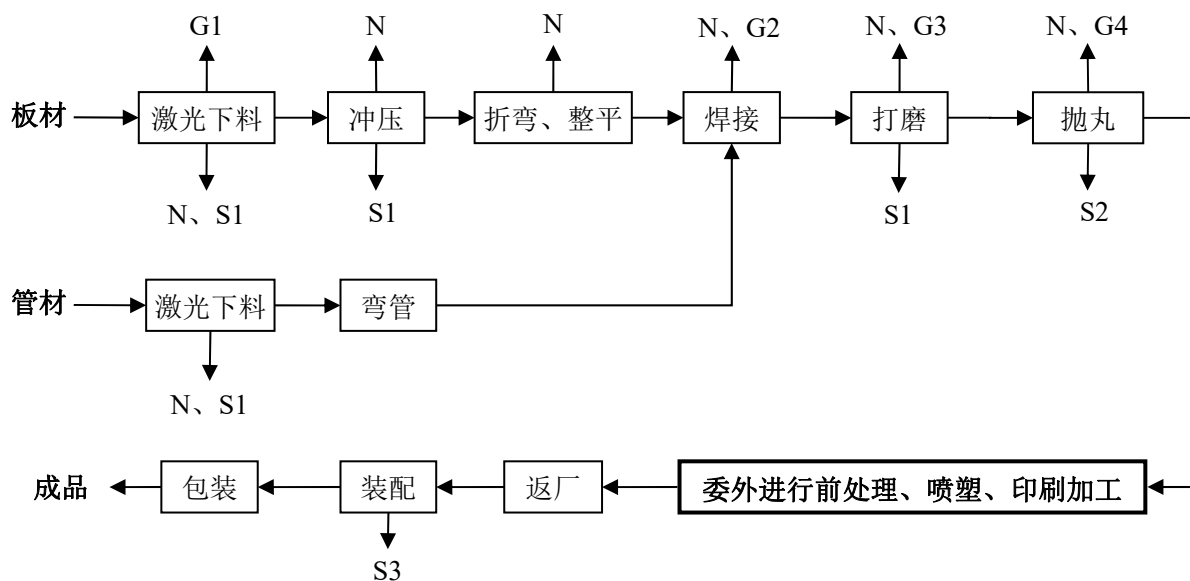 G1 N N N、G2 N、G3 N、G4
板材 激光下料 冲压 折弯、整平 焊接 打磨 抛丸
N、S1 S1 S1 S2
管材 激光下料 弯管
N、S1
成品 包装 装配 返厂 委外进行前处理、喷塑、印刷加工
S3